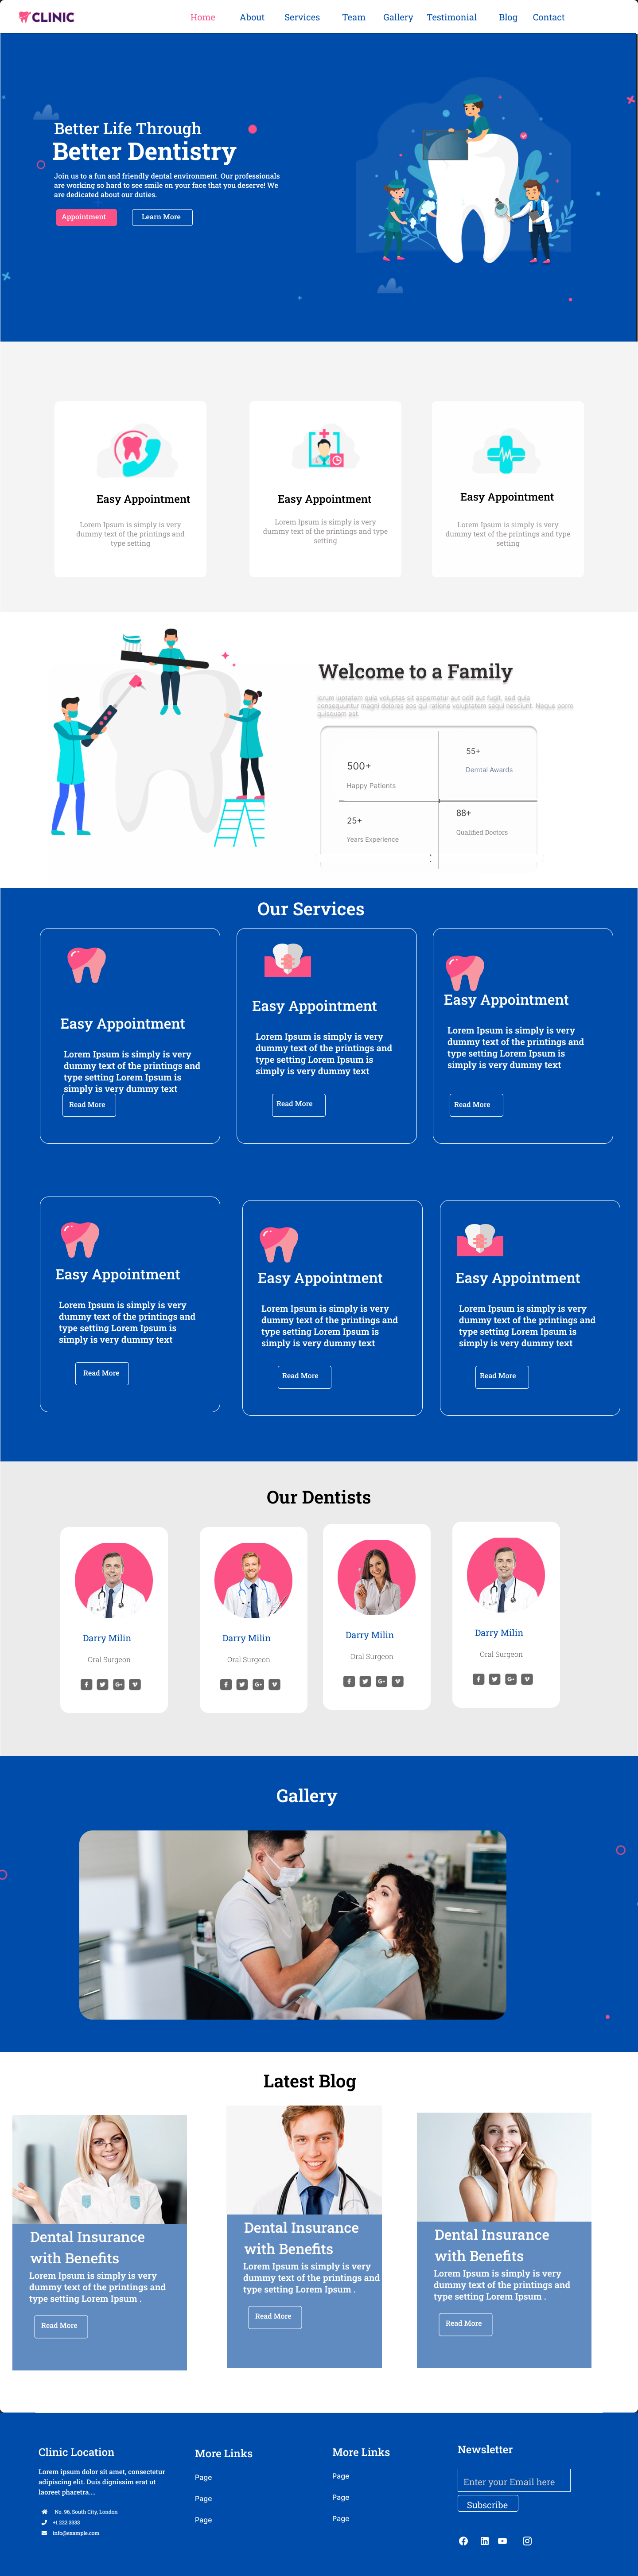 CLINIC
Home About Services Team Gallery Testimonial Blog Contact
Better Life Through
Better Dentistry
Join us to a fun and friendly dental environment. Our professionals
are working so hard to see smile on your face that you deserve! We
are dedicated about our duties.
Appointment Learn More
Easy Appointment
Lorem Ipsum is simply is very
dummy text of the printings and
type setting
Easy Appointment
Lorem Ipsum is simply is very
dummy text of the printings and type
setting
Easy Appointment
Lorem Ipsum is simply is very
dummy text of the printings and type
setting
Welcome to a Family
lorum luptatem quia voluptas sit aspernatur aut odit aut fugit, sed quia
consequuntur magni dolores eos qui ratione voluptatem sequi nesciunt. Neque porro
quisquam est.
500+
Happy Patients
55+
Demtal Awards
25+
Years Experience
88+
Qualified Doctors
Our Services
Easy Appointment
Lorem Ipsum is simply is very
dummy text of the printings and
type setting Lorem Ipsum is
simply is very dummy text
Read More
Easy Appointment
Lorem Ipsum is simply is very
dummy text of the printings and
type setting Lorem Ipsum is
simply is very dummy text
Read More
Easy Appointment
Lorem Ipsum is simply is very
dummy text of the printings and
type setting Lorem Ipsum is
simply is very dummy text
Read More
Easy Appointment
Lorem Ipsum is simply is very
dummy text of the printings and
type setting Lorem Ipsum is
simply is very dummy text
Read More
Easy Appointment
Lorem Ipsum is simply is very
dummy text of the printings and
type setting Lorem Ipsum is
simply is very dummy text
Read More
Easy Appointment
Lorem Ipsum is simply is very
dummy text of the printings and
type setting Lorem Ipsum is
simply is very dummy text
Read More
Our Dentists
Darry Milin
Oral Surgeon
Darry Milin
Oral Surgeon
Darry Milin
Oral Surgeon
Darry Milin
Oral Surgeon
Gallery
Latest Blog
Dental Insurance
with Benefits
Lorem Ipsum is simply is very
dummy text of the printings and
type setting Lorem Ipsum .
Read More
Dental Insurance
with Benefits
Lorem Ipsum is simply is very
dummy text of the printings and
type setting Lorem Ipsum .
Read More
Dental Insurance
with Benefits
Lorem Ipsum is simply is very
dummy text of the printings and
type setting Lorem Ipsum .
Read More
Clinic Location
Lorem ipsum dolor sit amet, consectetur
adipiscing elit. Duis dignissim erat ut
laoreet pharetra....
No. 96, South City, London
+1 222 3333
info@example.com
More Links
Page
Page
Page
More Links
Page
Page
Page
Newsletter
Enter your Email here
Subscribe